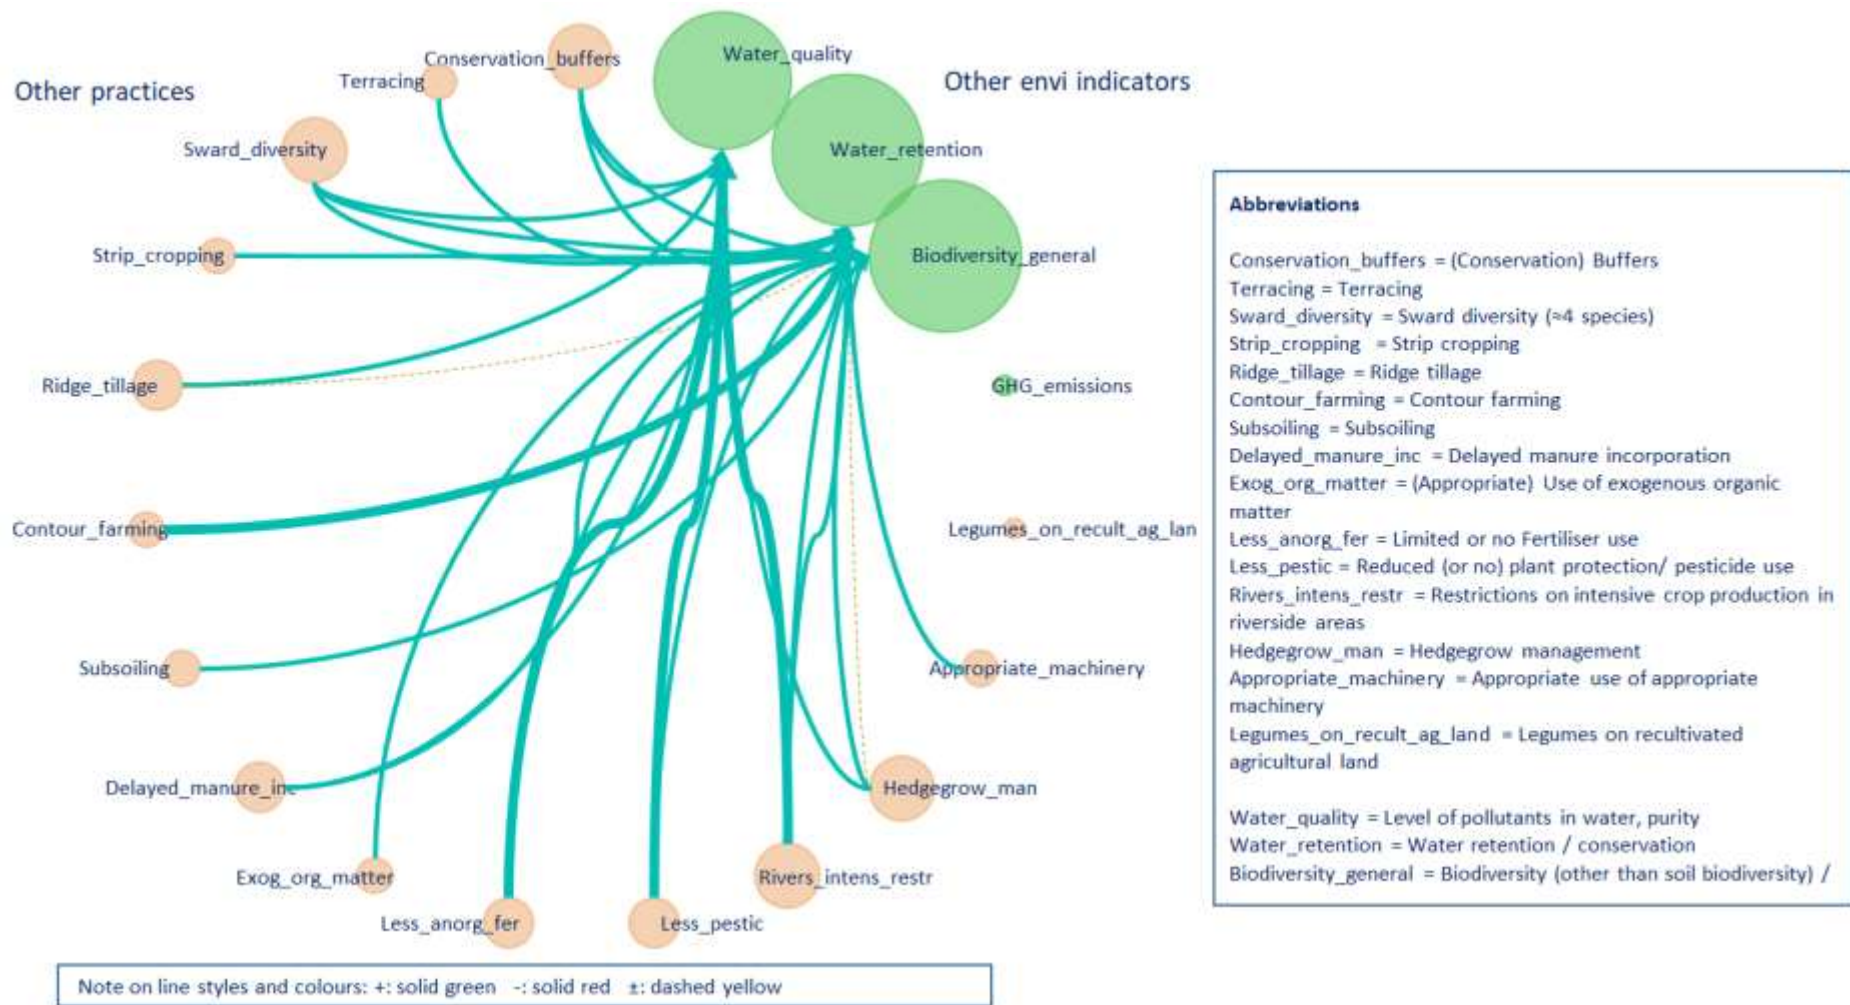 Other practices
Other envi indicators
Conservation_buffers
Terracing
Sward_diversity
Strip_cropping
Ridge_tillage
Contour_farming
Subsoiling
Delayed_manure_inc
Exog_org_matter
Less_anorg_fer
Less_pestic
Rivers_intens_restr
Hedgegrow_man
Appropriate_machinery
Legumes_on_recult_ag_lan
GHG_emissions
Biodiversity_general
Water_retention
Water_quality
Abbreviations
Conservation_buffers = (Conservation) Buffers
Terracing = Terracing
Sward_diversity = Sward diversity (≈4 species)
Strip_cropping = Strip cropping
Ridge_tillage = Ridge tillage
Contour_farming = Contour farming
Subsoiling = Subsoiling
Delayed_manure_inc = Delayed manure incorporation
Exog_org_matter = (Appropriate) Use of exogenous organic
matter
Less_anorg_fer = Limited or no Fertiliser use
Less_pestic = Reduced (or no) plant protection/ pesticide use
Rivers_intens_restr = Restrictions on intensive crop production in
riverside areas
Hedgegrow_man = Hedgegrow management
Appropriate_machinery = Appropriate use of appropriate
machinery
Legumes_on_recult_ag_land = Legumes on recultivated
agricultural land
Water_quality = Level of pollutants in water, purity
Water_retention = Water retention / conservation
Biodiversity_general = Biodiversity (other than soil biodiversity) /
Note on line styles and colours: +: solid green -: solid red ±: dashed yellow